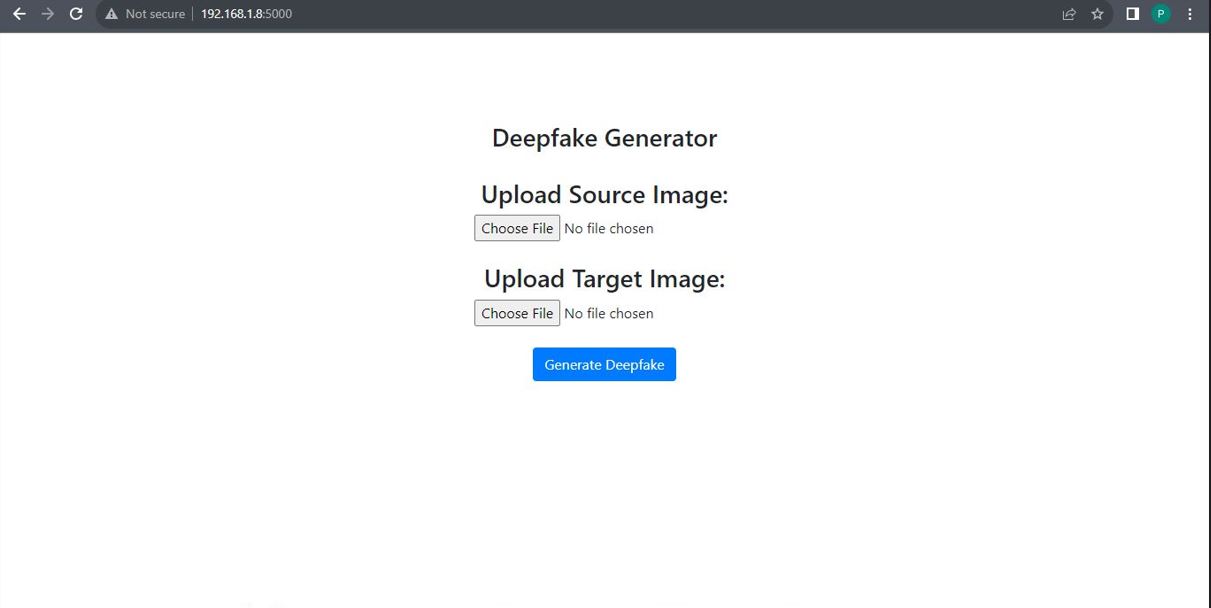 Not secure 192.168.1.8:5000
P
Deepfake Generator
Upload Source Image:
Choose File No file chosen
Upload Target Image:
Choose File No file chosen
Generate Deepfake